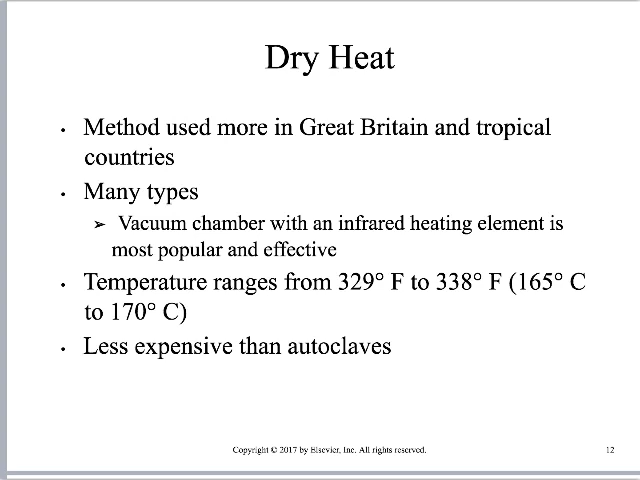 Dry Heat
• Method used more in Great Britain and tropical
countries
• Many types
➢ Vacuum chamber with an infrared heating element is
most popular and effective
• Temperature ranges from 329° F to 338° F (165° C
to 170° C)
• Less expensive than autoclaves
Copyright © 2017 by Elsevier, Inc. All rights reserved.
12